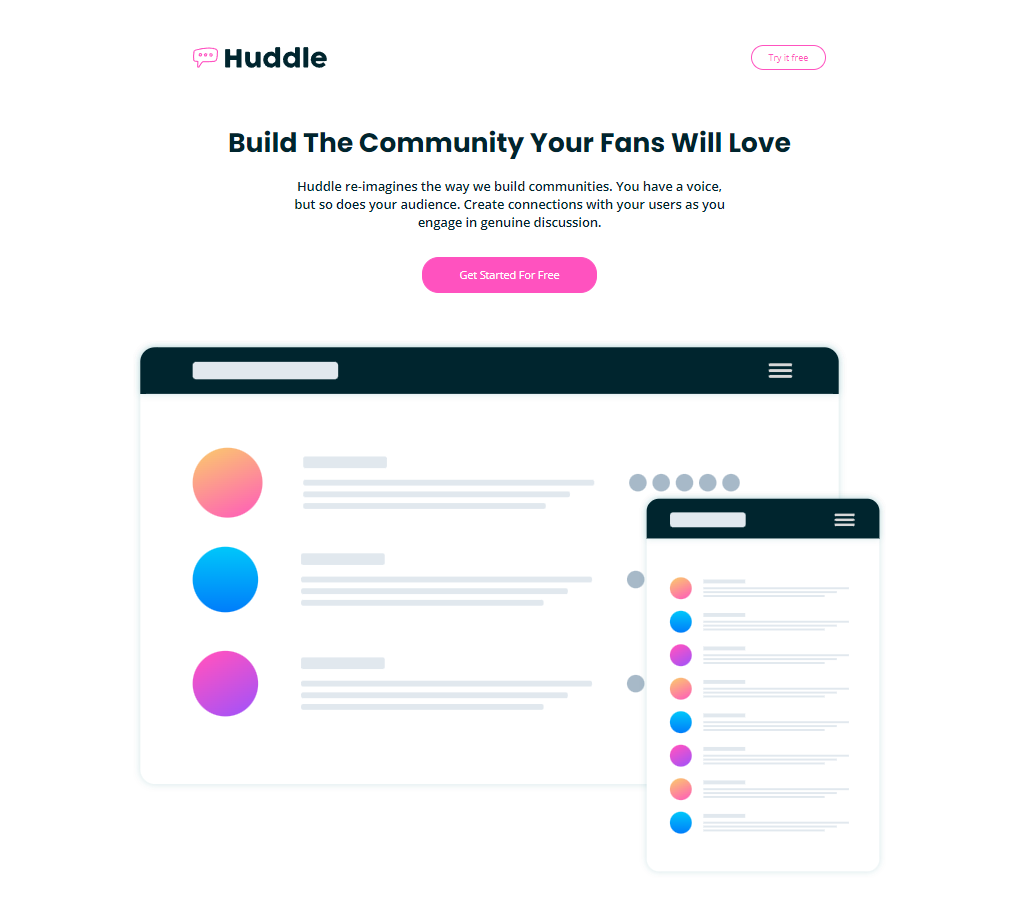 Huddle
Try it free
Build The Community Your Fans Will Love
Huddle re-imagines the way we build communities. You have a voice,
but so does your audience. Create connections with your users as you
engage in genuine discussion.
Get Started For Free